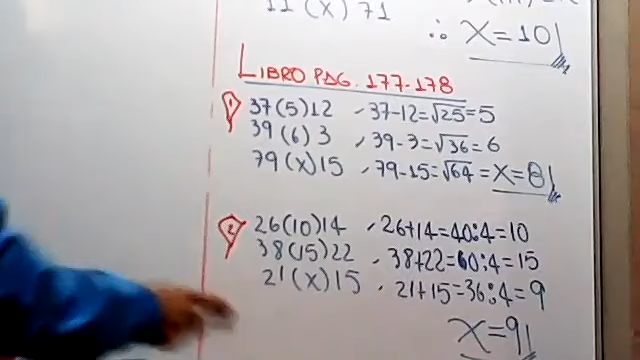 11 (X) 71
∴ X=10
LIBRO PAG. 177-178
1
37(5)12 37-12=√25=5
39(6)3 39-3=√36=6
79(X)15 79-15=√64=X=8
2
26(10)14 26+14=40:4=10
38(15)22 38+22=60:4=15
21(X)15 21+15=36:4=9
X=9